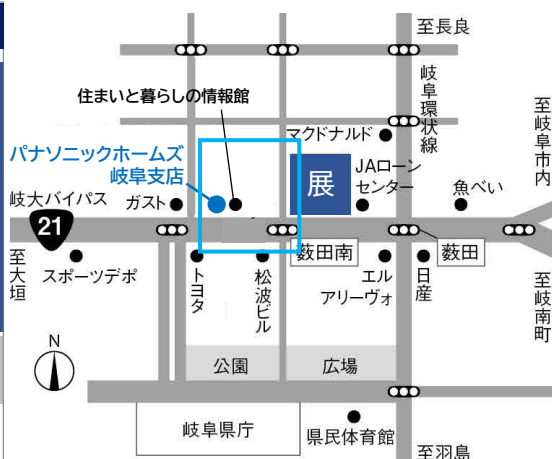 至長良
岐阜環状線
住まいと暮らしの情報館
至岐阜市内
マクドナルド
パナソニックホームズ
岐阜支店
展
JAローン
センター
魚べい
岐大バイパス
ガスト
21
藪田南
藪田
至大垣
スポーツデポ
トヨタ
松波ビル
エル
アリーヴォ
日産
至岐南町
N
公園
広場
岐阜県庁
県民体育館
至羽島